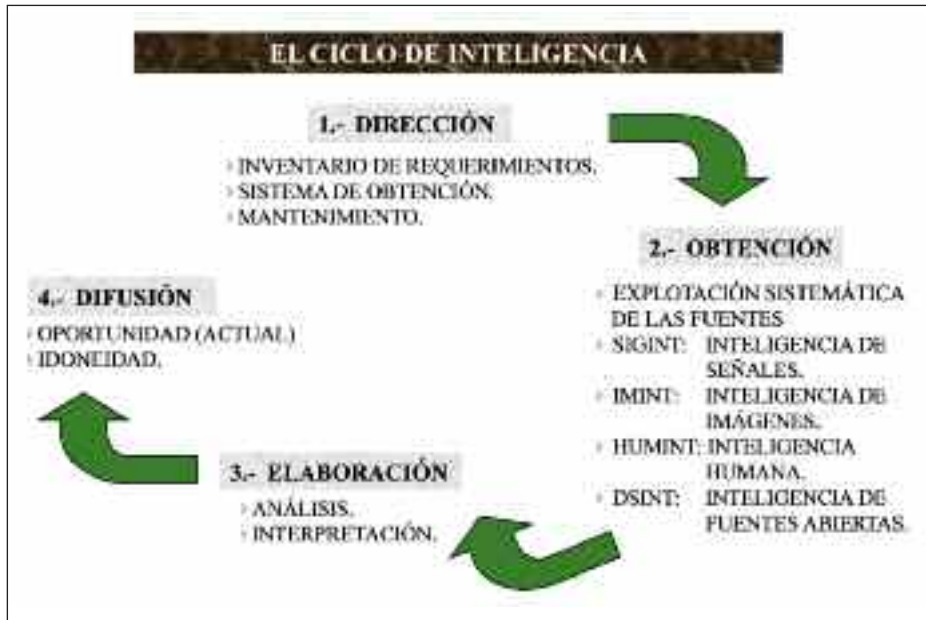 EL CICLO DE INTELIGENCIA
1.- DIRECCIÓN
INVENTARIO DE REQUERIMIENTOS.
SISTEMA DE OBTENCIÓN.
MANTENIMIENTO.
2.- OBTENCIÓN
EXPLOTACIÓN SISTEMÁTICA
DE LAS FUENTES
SIGINT: INTELIGENCIA DE
SEÑALES.
IMINT: INTELIGENCIA DE
IMÁGENES.
HUMINT: INTELIGENCIA
HUMANA.
DSINT: INTELIGENCIA DE
FUENTES ABIERTAS.
3.- ELABORACIÓN
ANÁLISIS.
INTERPRETACIÓN.
4.- DIFUSIÓN
OPORTUNIDAD (ACTUAL)
IDONEIDAD.